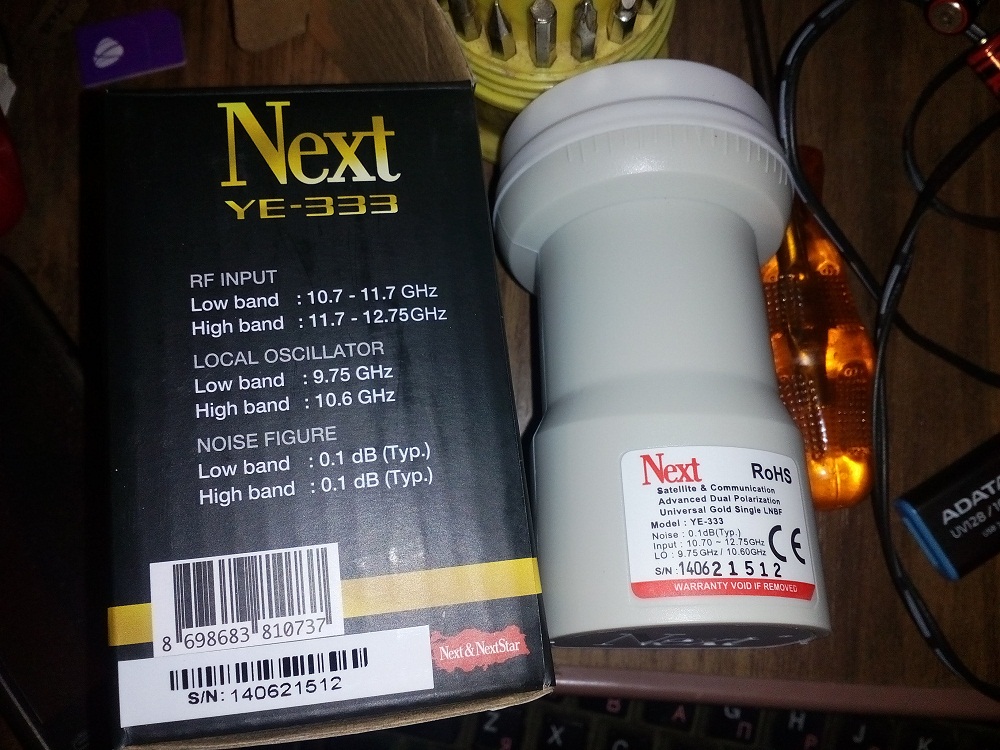 Next
YE-333
RF INPUT
Low band : 10.7 - 11.7 GHz
High band : 11.7 - 12.75GHz
LOCAL OSCILLATOR
Low band : 9.75 GHz
High band : 10.6 GHz
NOISE FIGURE
Low band : 0.1 dB (Typ.)
High band : 0.1 dB (Typ.)
8 698683 810737
S/N: 140621512
Next & NextStar
Next RoHS
Satellite & Communication
Advanced Dual Polarization
Universal Gold Single LNBF
Model : YE-333
Noise : 0.1dB(Typ.)
Input : 10.70 ~ 12.75GHz
LO : 9.75GHz / 10.60GHz
CE
S/N :140621512
WARRANTY VOID IF REMOVED
Next
ADATA
UV128
Z
X
H